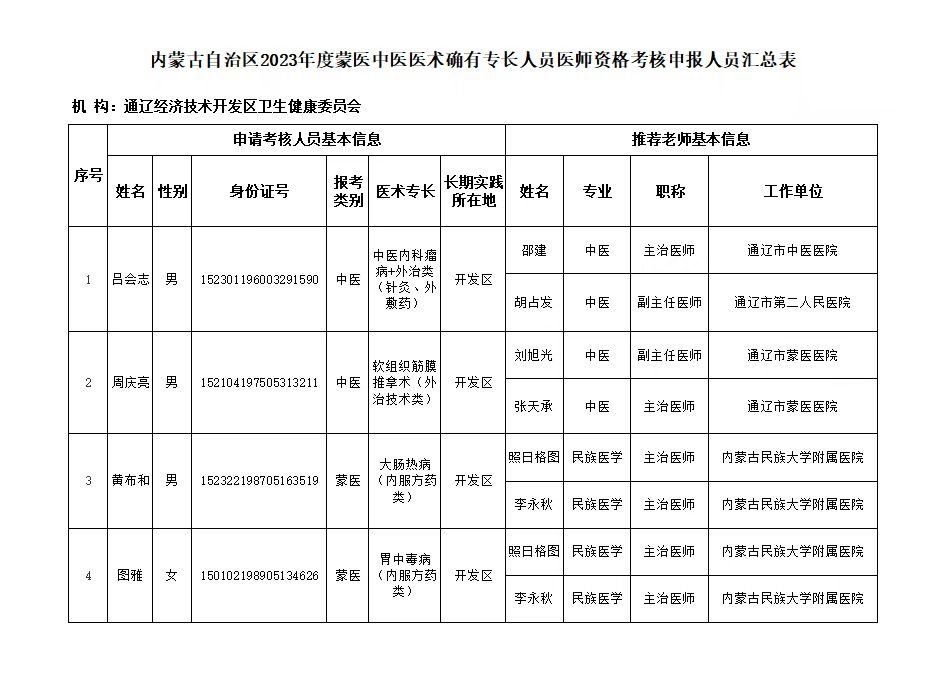 内蒙古自治区2023年度蒙医中医医术确有专长人员医师资格考核申报人员汇总表
机 构：通辽经济技术开发区卫生健康委员会
序号 申请考核人员基本信息 推荐老师基本信息
姓名 性别 身份证号 报考类别 医术专长 长期实践所在地 姓名 专业 职称 工作单位
1 吕会志 男 152301196003291590 中医 中医内科瘤病+外治类（针灸、外敷药） 开发区 邵建 中医 主治医师 通辽市中医医院
胡占发 中医 副主任医师 通辽市第二人民医院
2 周庆亮 男 152104197505313211 中医 软组织筋膜推拿术（外治技术类） 开发区 刘旭光 中医 副主任医师 通辽市蒙医医院
张天承 中医 主治医师 通辽市蒙医医院
3 黄布和 男 152322198705163519 蒙医 大肠热病（内服方药类） 开发区 照日格图 民族医学 主治医师 内蒙古民族大学附属医院
李永秋 民族医学 主治医师 内蒙古民族大学附属医院
4 图雅 女 150102198905134626 蒙医 胃中毒病（内服方药类） 开发区 照日格图 民族医学 主治医师 内蒙古民族大学附属医院
李永秋 民族医学 主治医师 内蒙古民族大学附属医院